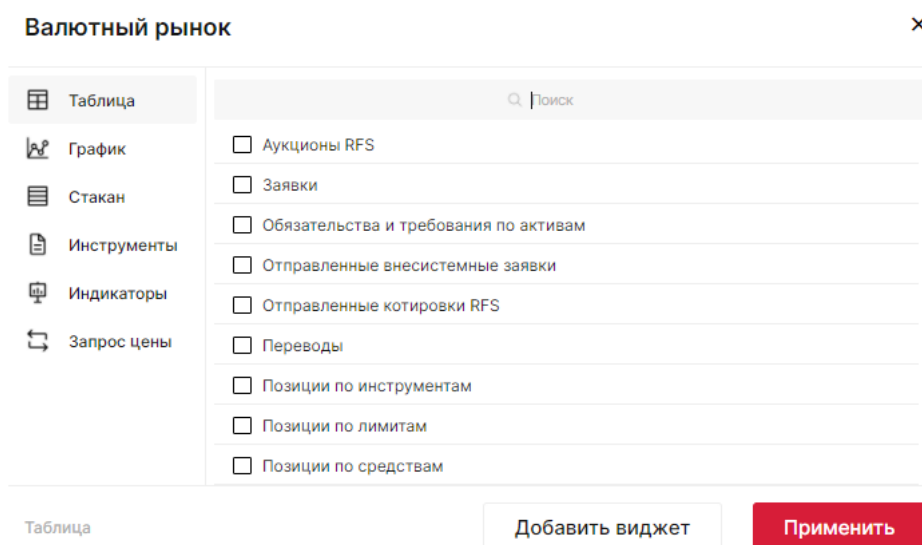 Валютный рынок
Таблица
График
Стакан
Инструменты
Индикаторы
Запрос цены
Поиск
Аукционы RFS
Заявки
Обязательства и требования по активам
Отправленные внесистемные заявки
Отправленные котировки RFS
Переводы
Позиции по инструментам
Позиции по лимитам
Позиции по средствам
Таблица
Добавить виджет
Применить